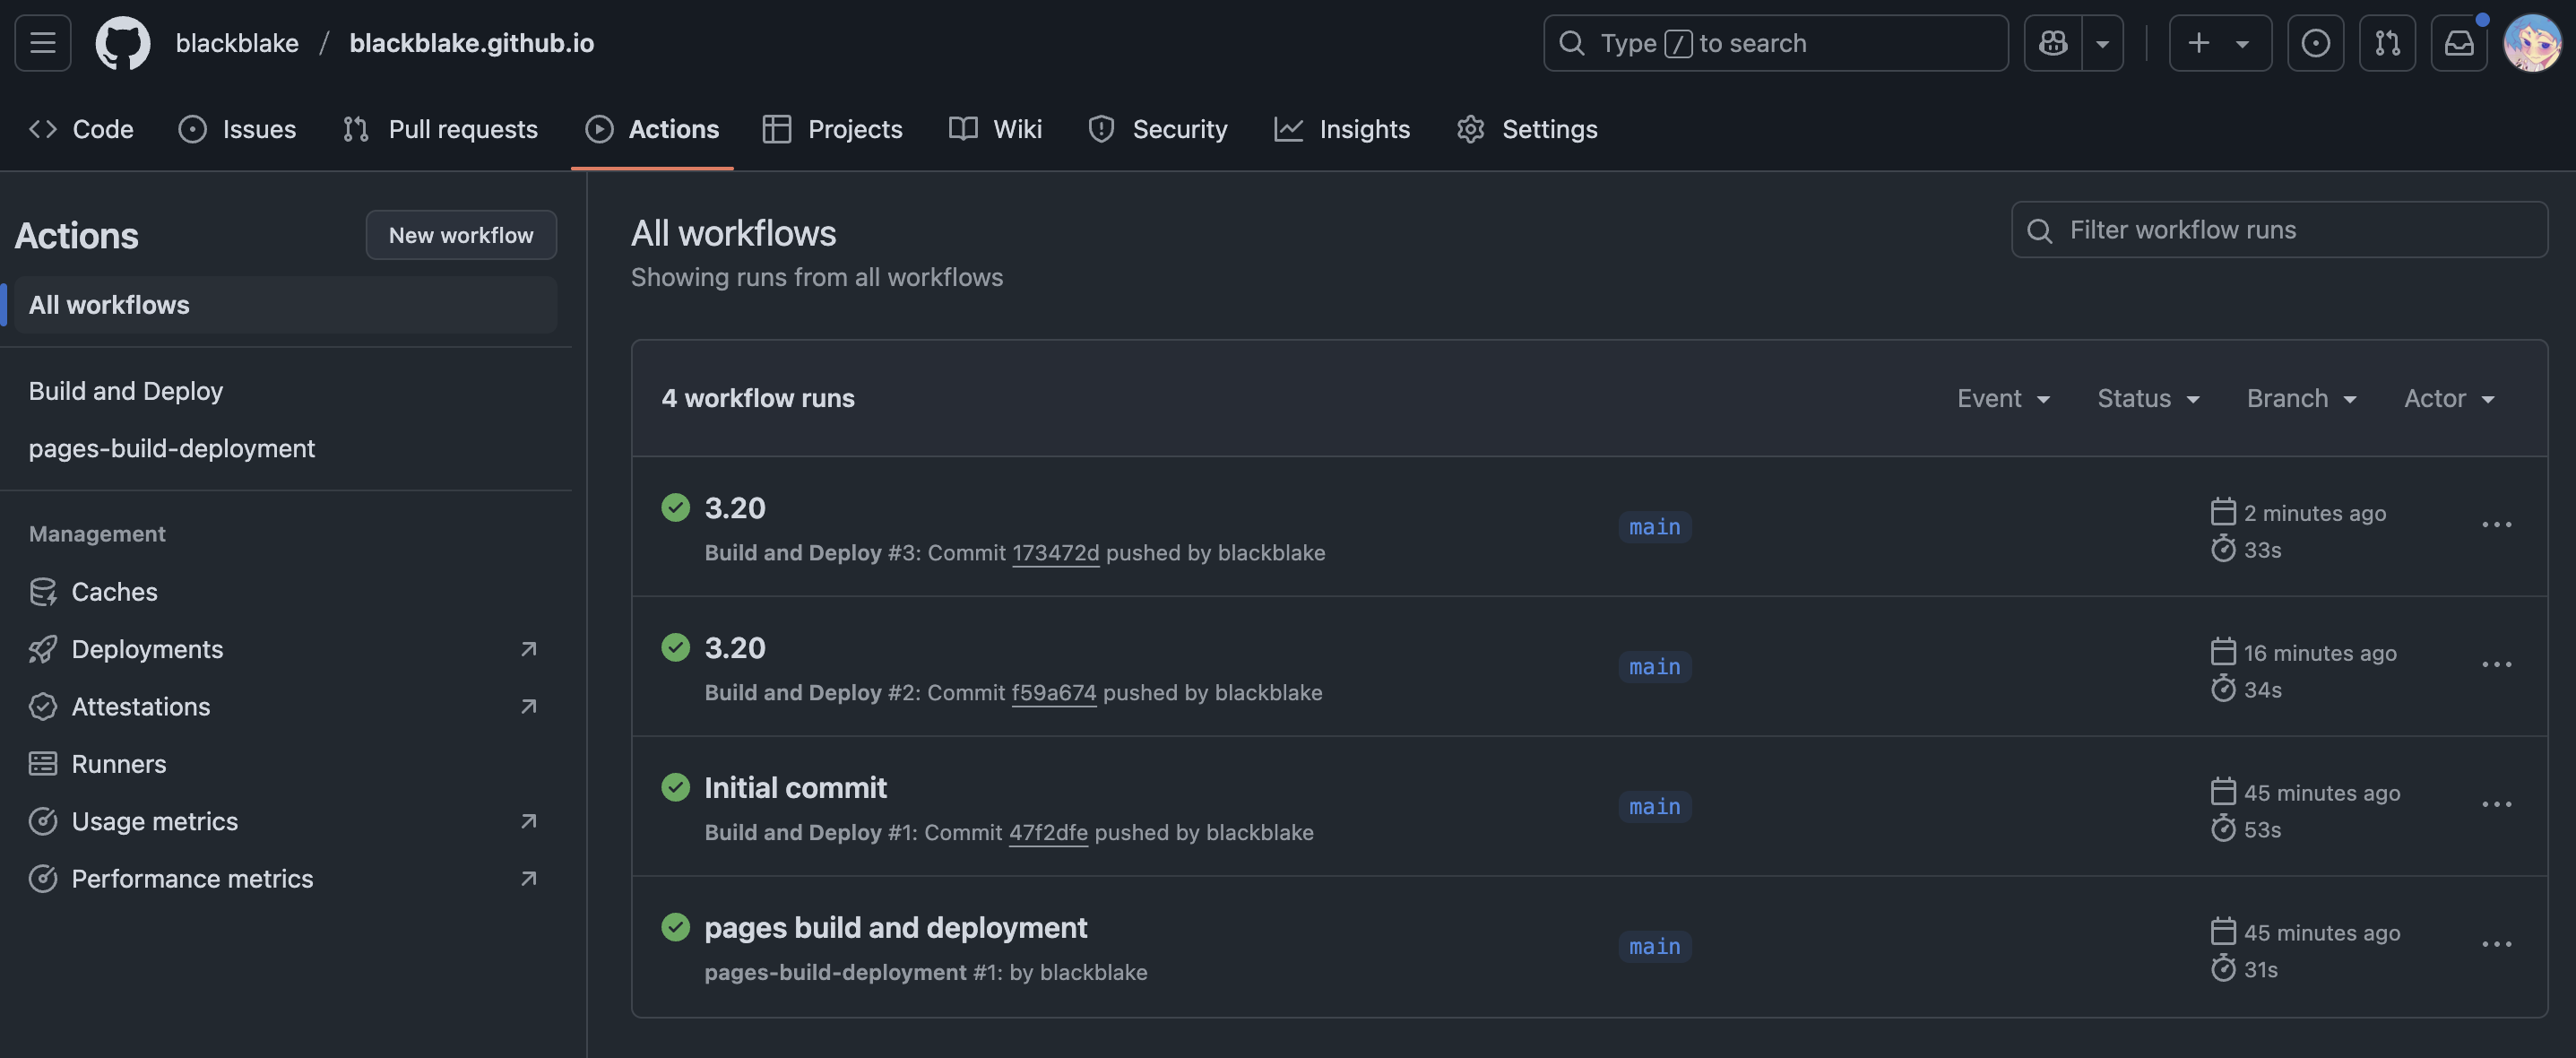 blackblake / blackblake.github.io
Type / to search
Code Issues Pull requests Actions Projects Wiki Security Insights Settings
Actions
New workflow
All workflows
Build and Deploy
pages-build-deployment
Management
Caches
Deployments
Attestations
Runners
Usage metrics
Performance metrics
All workflows
Showing runs from all workflows
Filter workflow runs
4 workflow runs
Event Status Branch Actor
3.20
Build and Deploy #3: Commit 173472d pushed by blackblake
main
2 minutes ago
33s
3.20
Build and Deploy #2: Commit f59a674 pushed by blackblake
main
16 minutes ago
34s
Initial commit
Build and Deploy #1: Commit 47f2dfe pushed by blackblake
main
45 minutes ago
53s
pages build and deployment
pages-build-deployment #1: by blackblake
main
45 minutes ago
31s